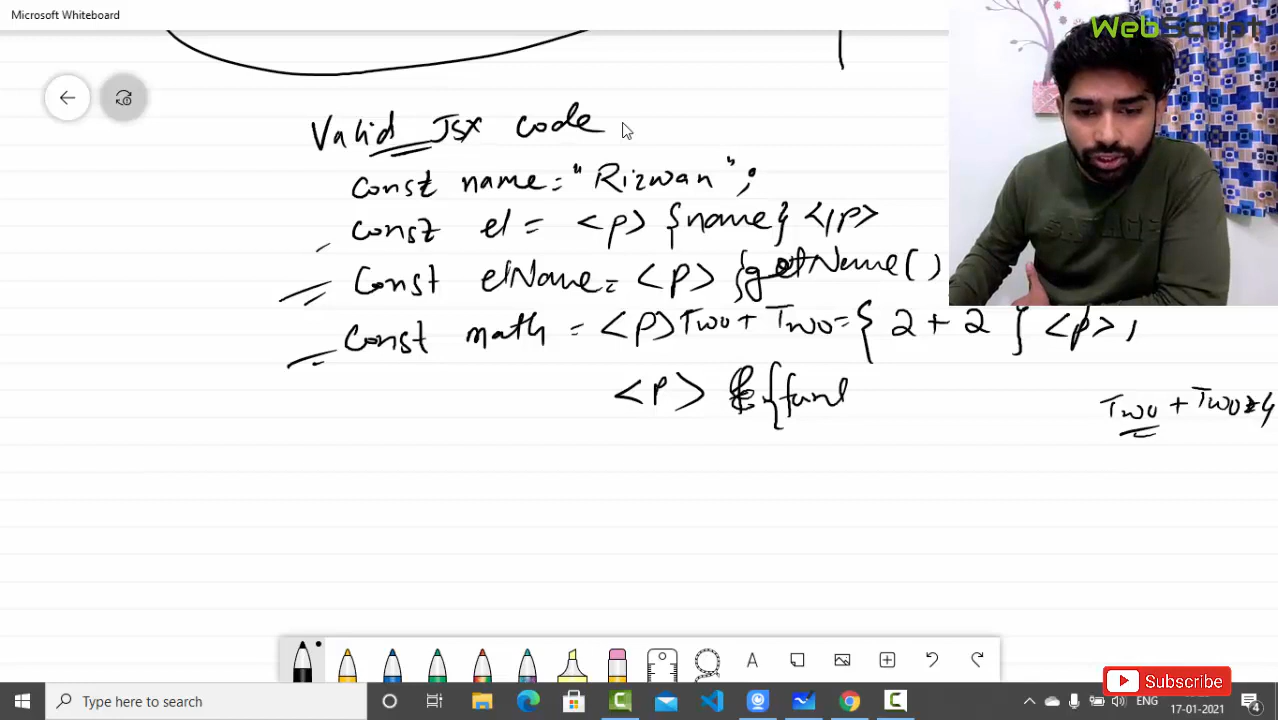 Microsoft Whiteboard
WebScript
Valid JSX code
const name = "Rizwan";
const el = <p> {name} </p>
const elName = <p> {getName()
const math = <p> Two + Two = { 2 + 2 } <p>,
<p> {func
Two + Two = 4
Subscribe
Type here to search
ENG
17-01-2021
4